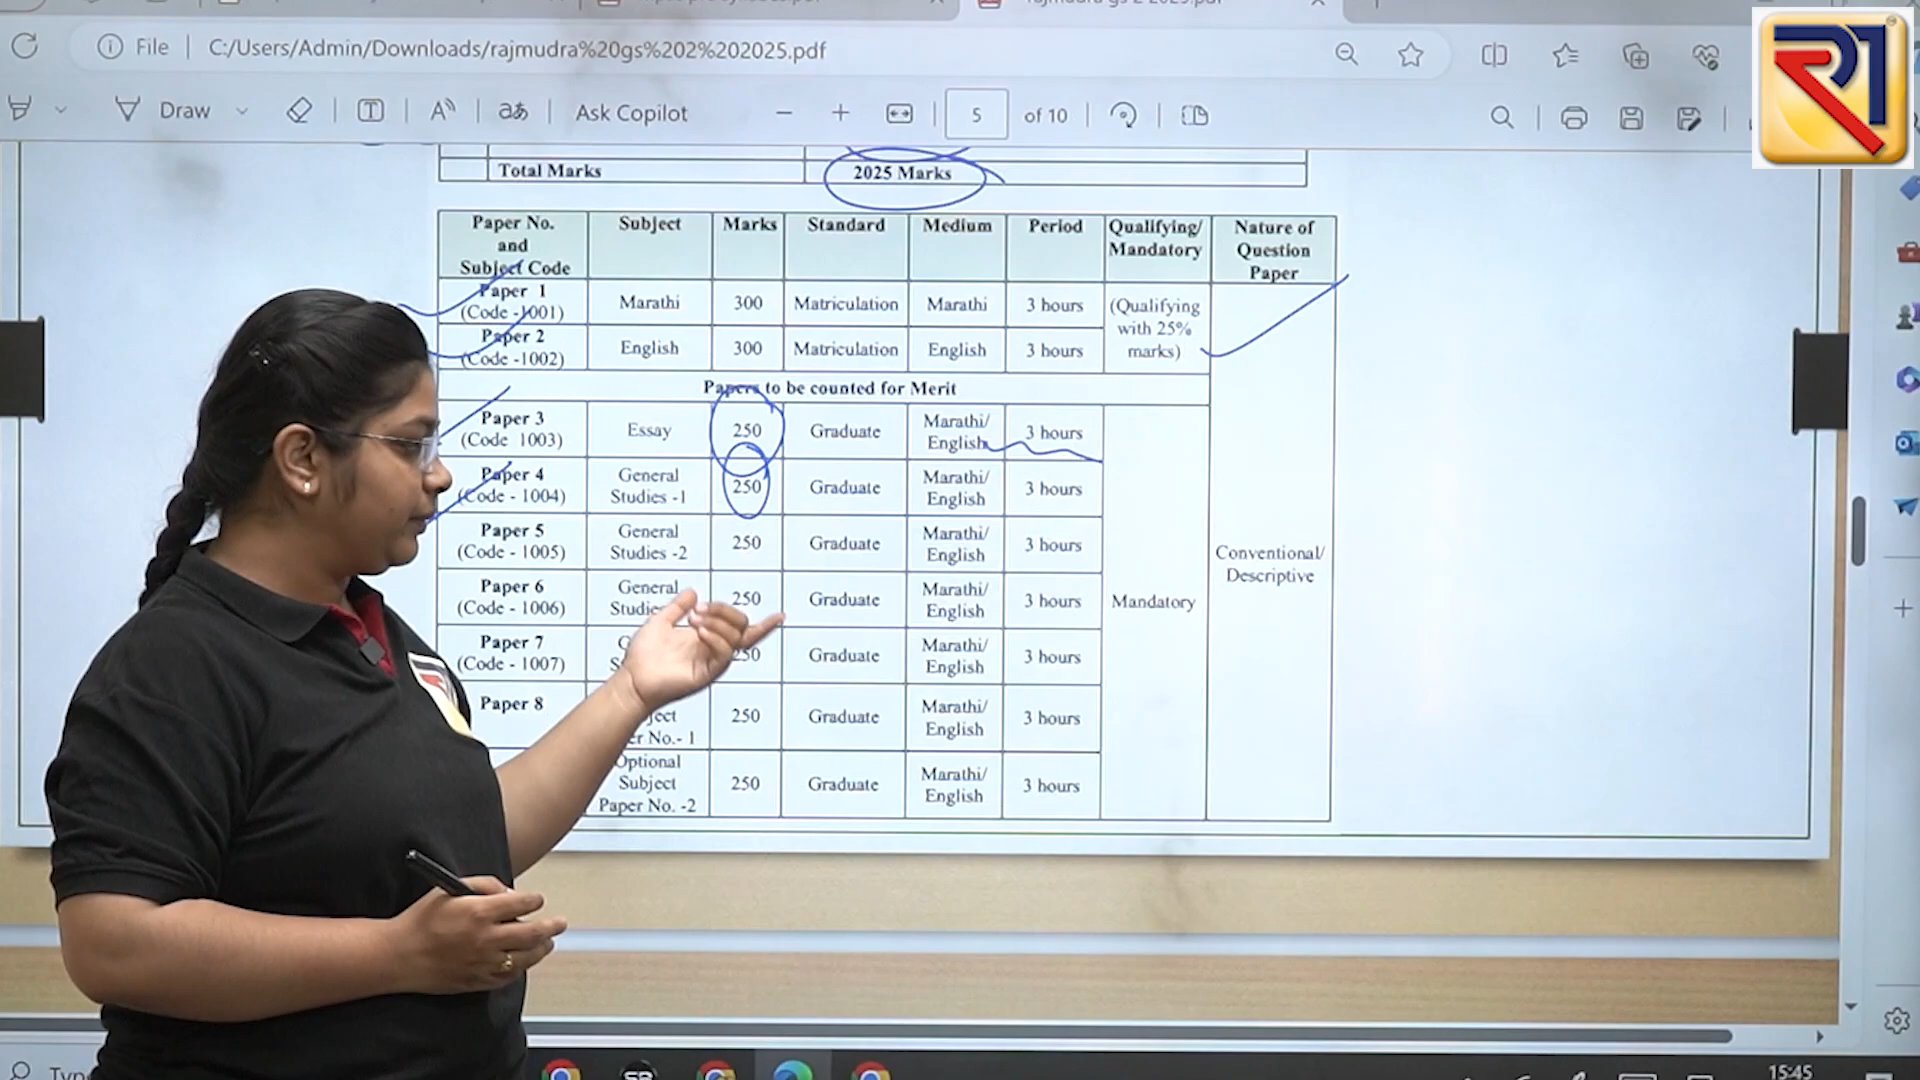 File
C:/Users/Admin/Downloads/rajmudra%20gs%202%202025.pdf
Draw
Ask Copilot
5
of 10
Total Marks
2025 Marks
Paper No.
and
Subject Code
Subject
Marks
Standard
Medium
Period
Qualifying/
Mandatory
Nature of
Question
Paper
Paper 1
(Code -1001)
Marathi
300
Matriculation
Marathi
3 hours
(Qualifying
with 25%
marks)
Paper 2
(Code -1002)
English
300
Matriculation
English
3 hours
Papers to be counted for Merit
Paper 3
(Code 1003)
Essay
250
Graduate
Marathi/
English
3 hours
Paper 4
(Code - 1004)
General
Studies -1
250
Graduate
Marathi/
English
3 hours
Paper 5
(Code - 1005)
General
Studies -2
250
Graduate
Marathi/
English
3 hours
Conventional/
Descriptive
Paper 6
(Code - 1006)
General
250
Graduate
Marathi/
English
3 hours
Mandatory
Paper 7
(Code - 1007)
250
Graduate
Marathi/
English
3 hours
Paper 8
No.- 1
250
Graduate
Marathi/
English
3 hours
Optional
Subject
Paper No. -2
250
Graduate
Marathi/
English
3 hours
15:45